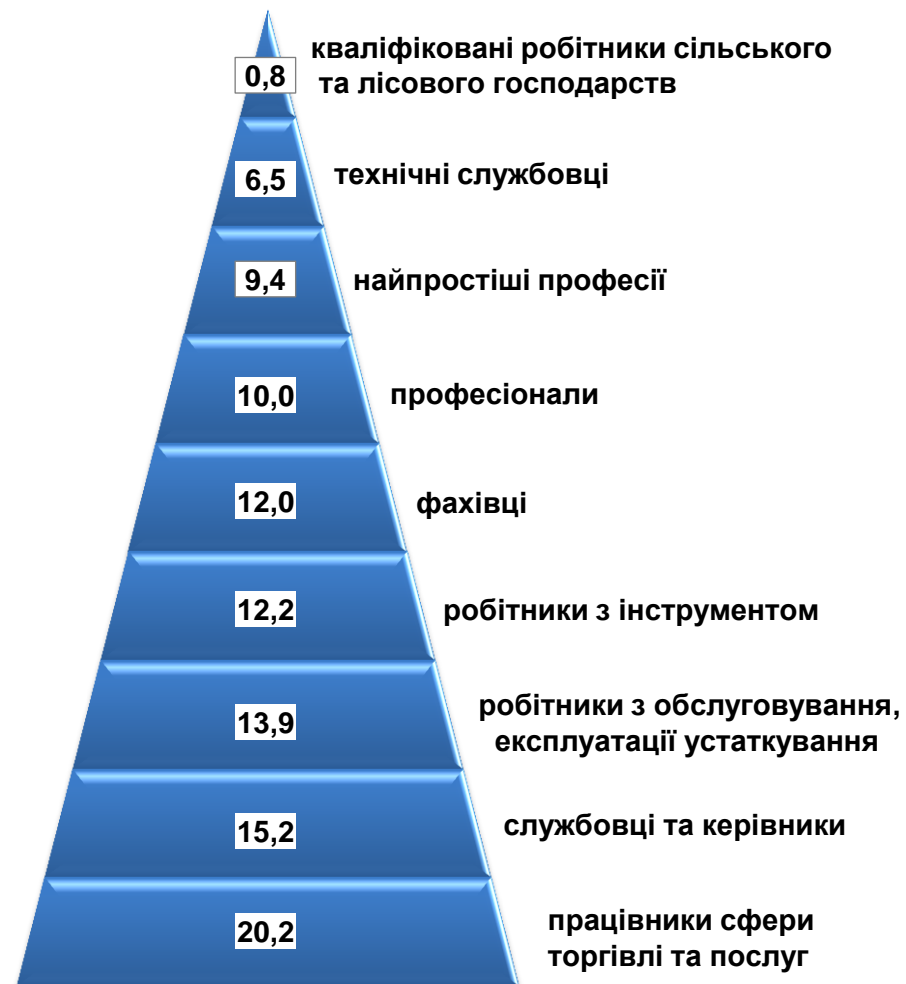 кваліфіковані робітники сільського
та лісового господарств
0,8
технічні службовці
6,5
найпростіші професії
9,4
професіонали
10,0
фахівці
12,0
робітники з інструментом
12,2
робітники з обслуговування,
експлуатації устаткування
13,9
службовці та керівники
15,2
працівники сфери
торгівлі та послуг
20,2